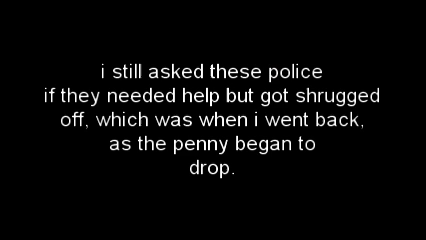 i still asked these police
if they needed help but got shrugged
off, which was when i went back,
as the penny began to
drop.